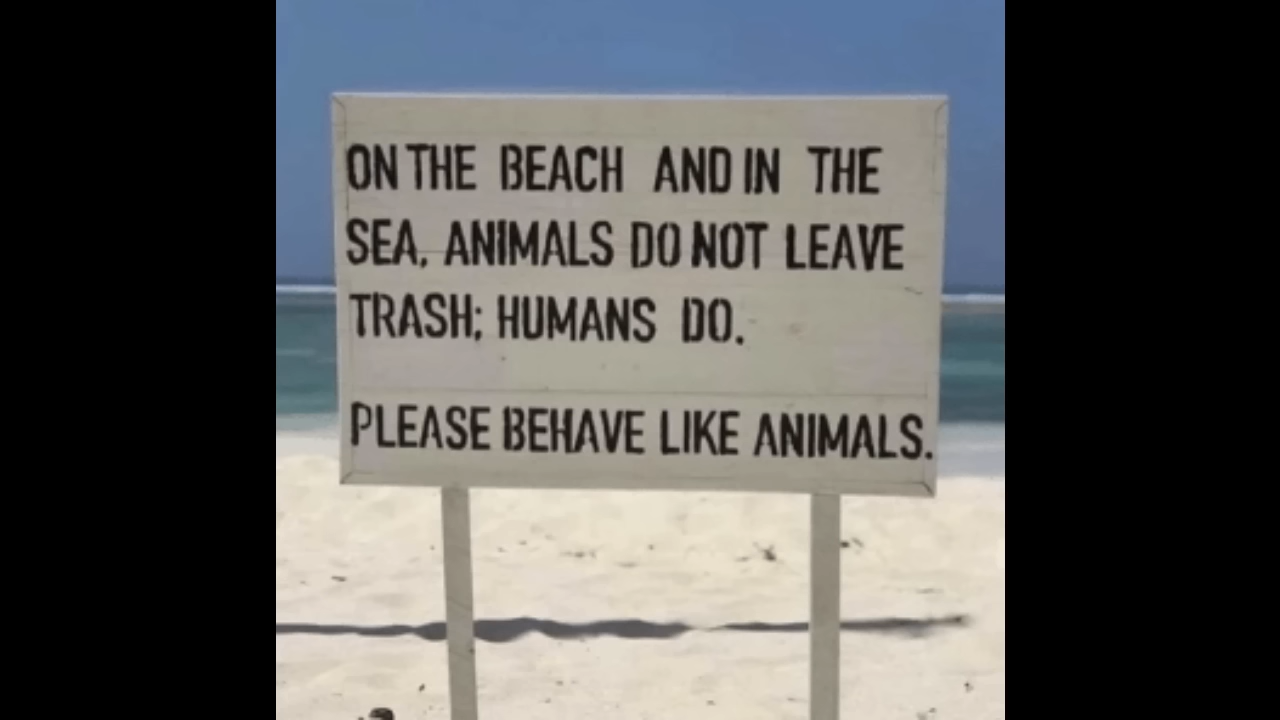 ON THE BEACH AND IN THE
SEA, ANIMALS DO NOT LEAVE
TRASH; HUMANS DO.
PLEASE BEHAVE LIKE ANIMALS.